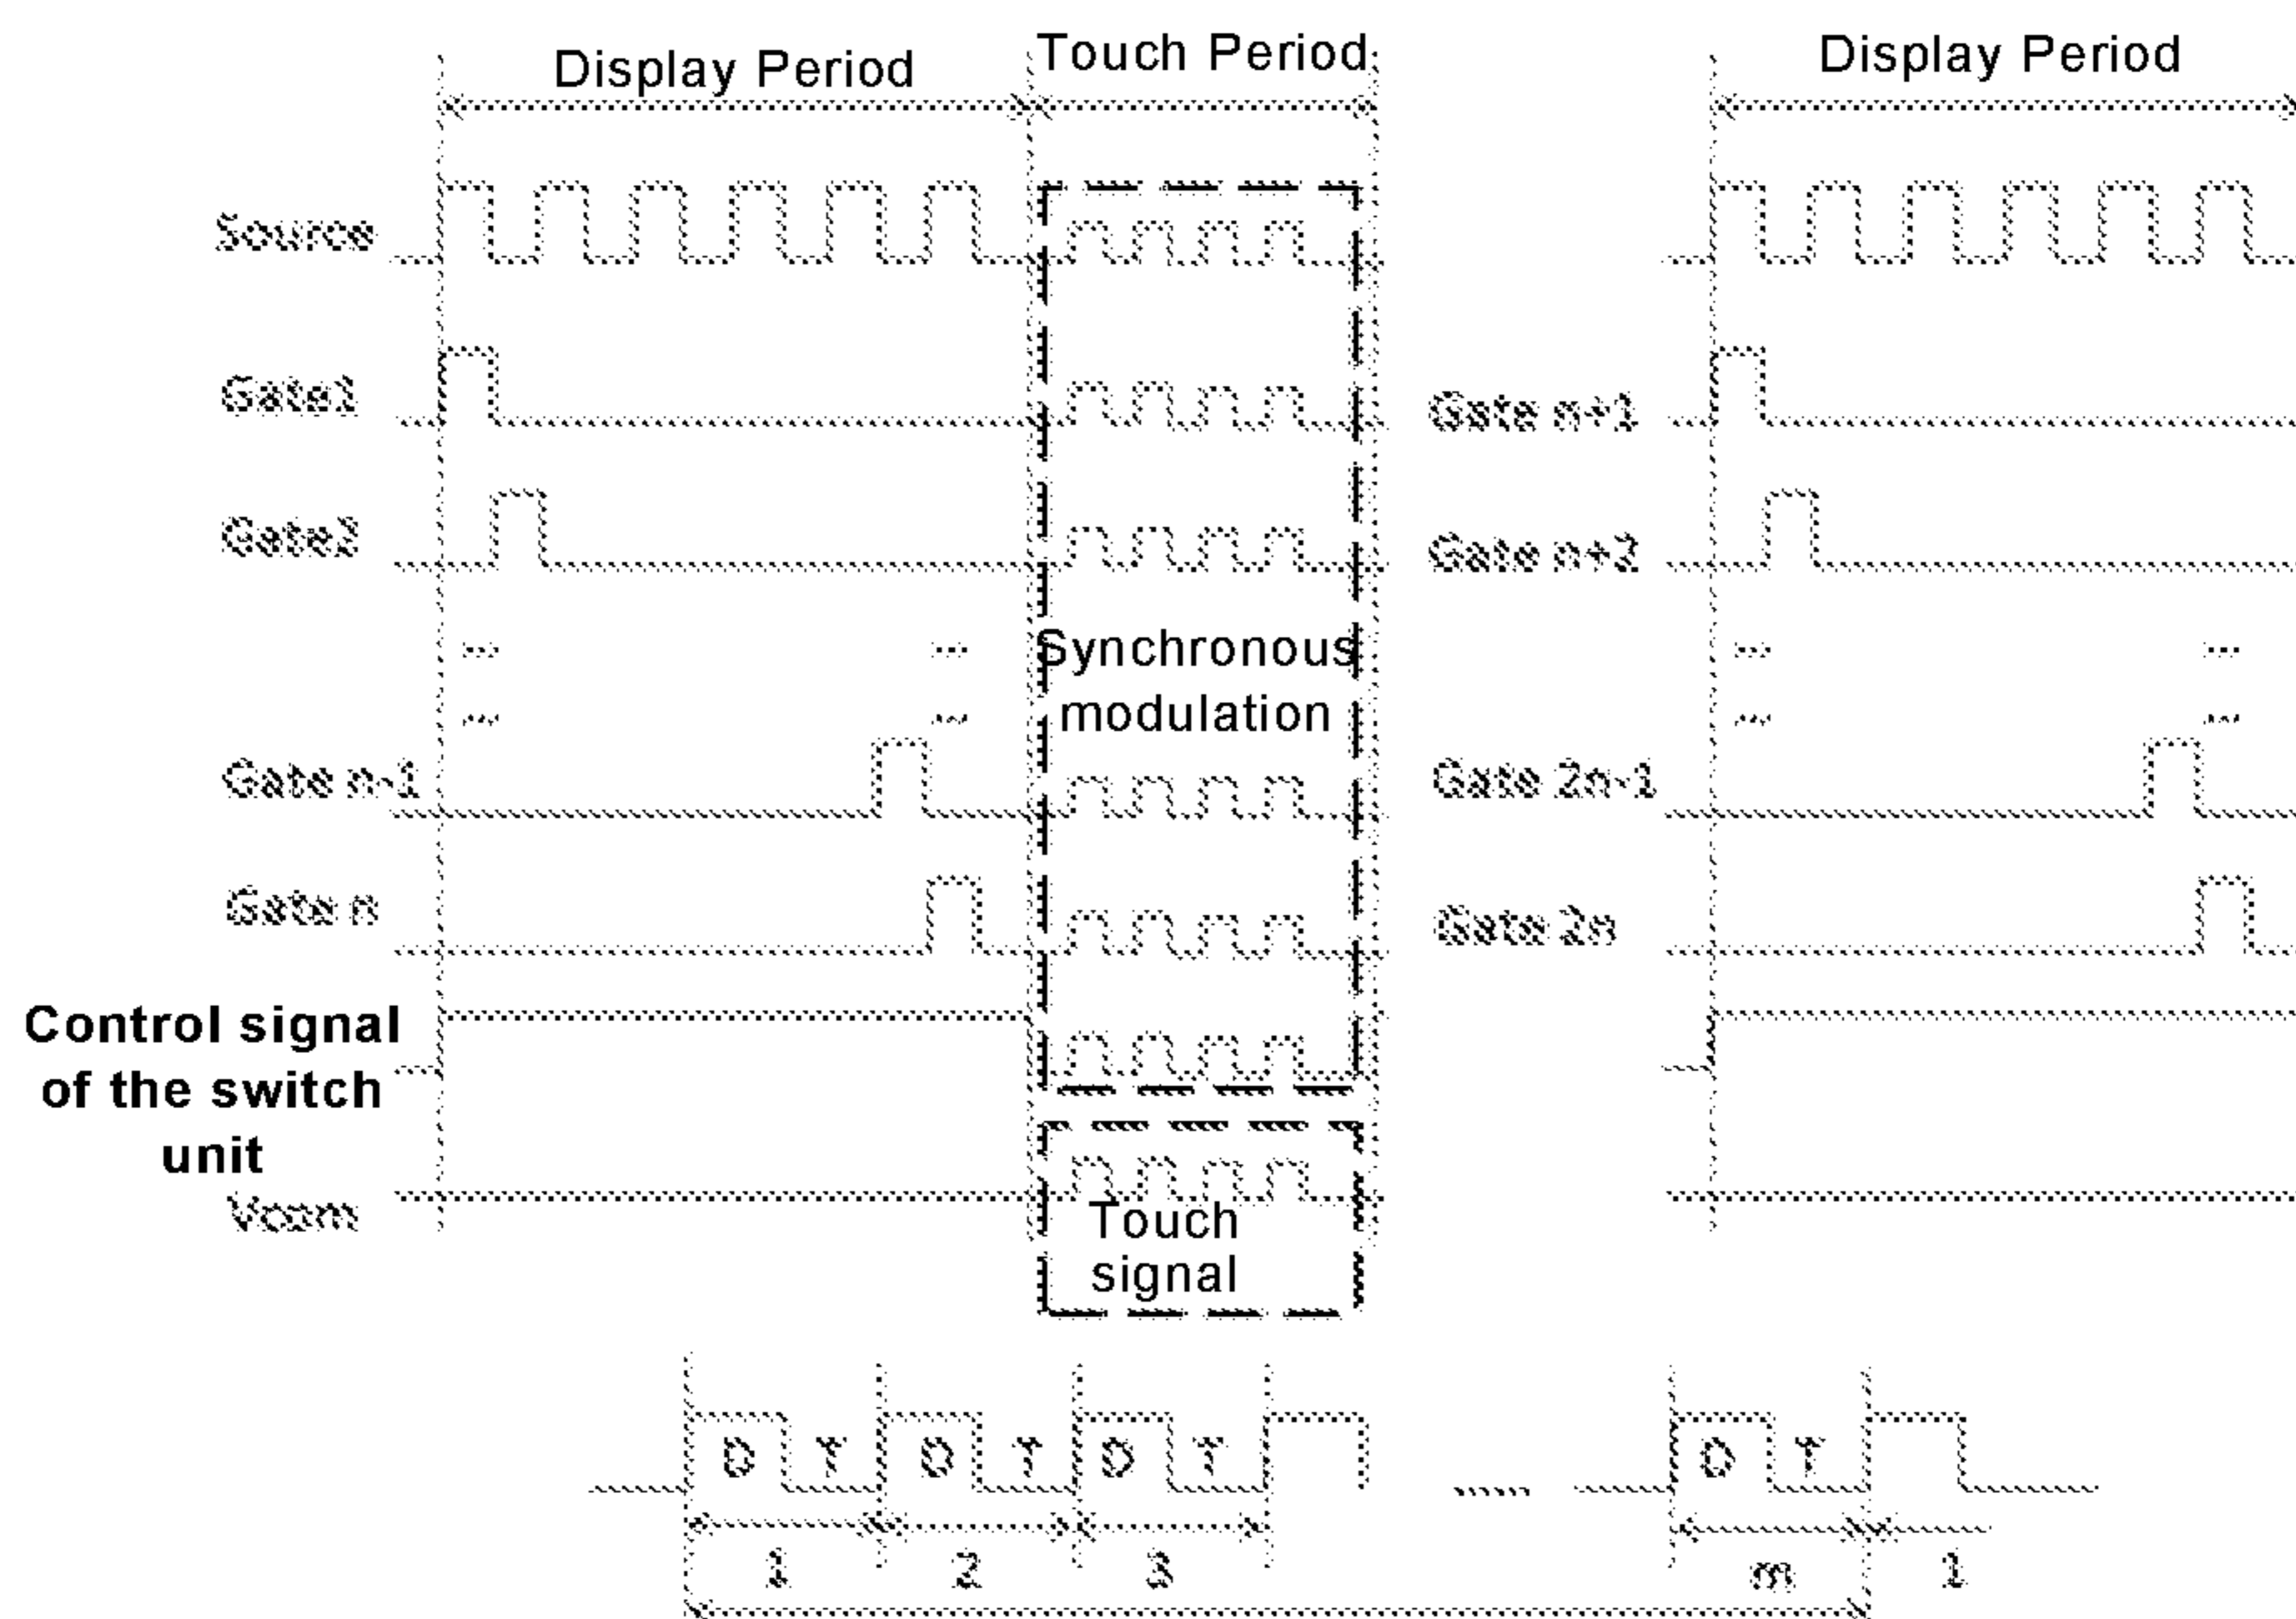 Display Period
Touch Period
Display Period
Source
Gate1
Gate n+1
Gate2
Gate n+2
Synchronous
modulation
Gate n-1
Gate 2n-1
Gate n
Gate 2n
Control signal
of the switch
unit
Vcom
Touch
signal
D T D T D T D T
1 2 3 m 1